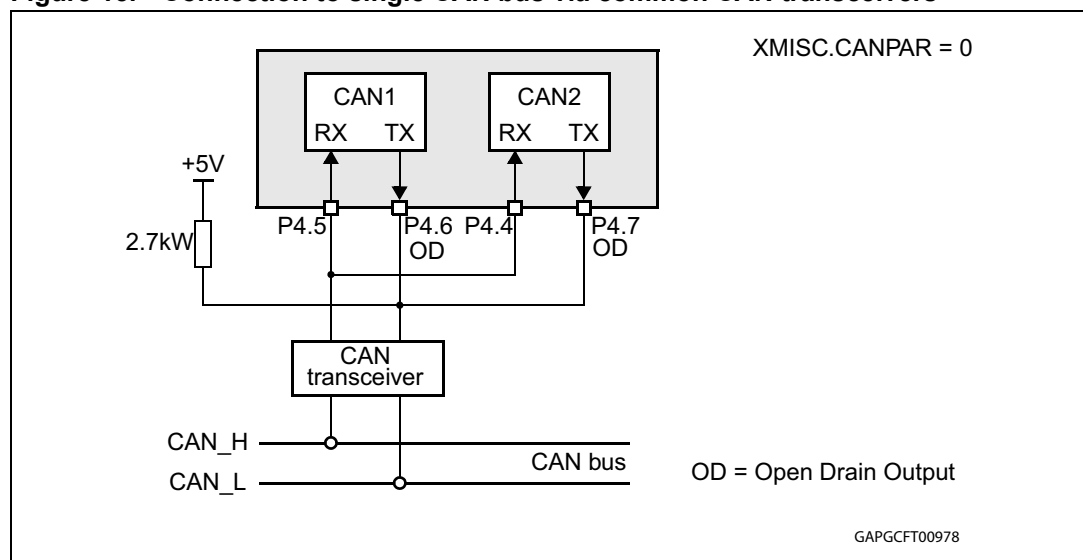 XMISC.CANPAR = 0
CAN1
CAN2
RX TX
RX TX
+5V
P4.5
P4.6
P4.4
P4.7
OD
OD
2.7kW
CAN
transceiver
CAN_H
CAN bus
CAN_L
OD = Open Drain Output
GAPGCFT00978